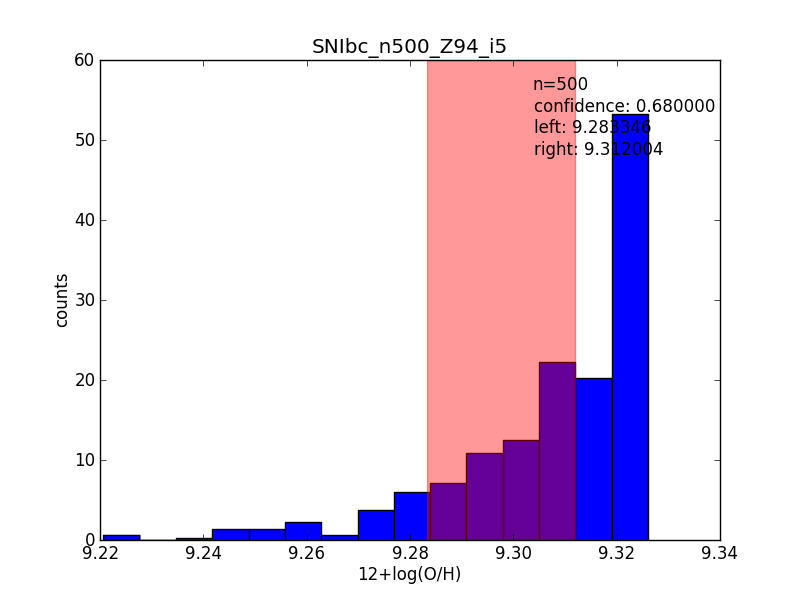 SNIbc_n500_Z94_i5
n=500
confidence: 0.680000
left: 9.283346
right: 9.312004
60
50
40
30
20
10
0
counts
9.22 9.24 9.26 9.28 9.30 9.32 9.34
12+log(O/H)